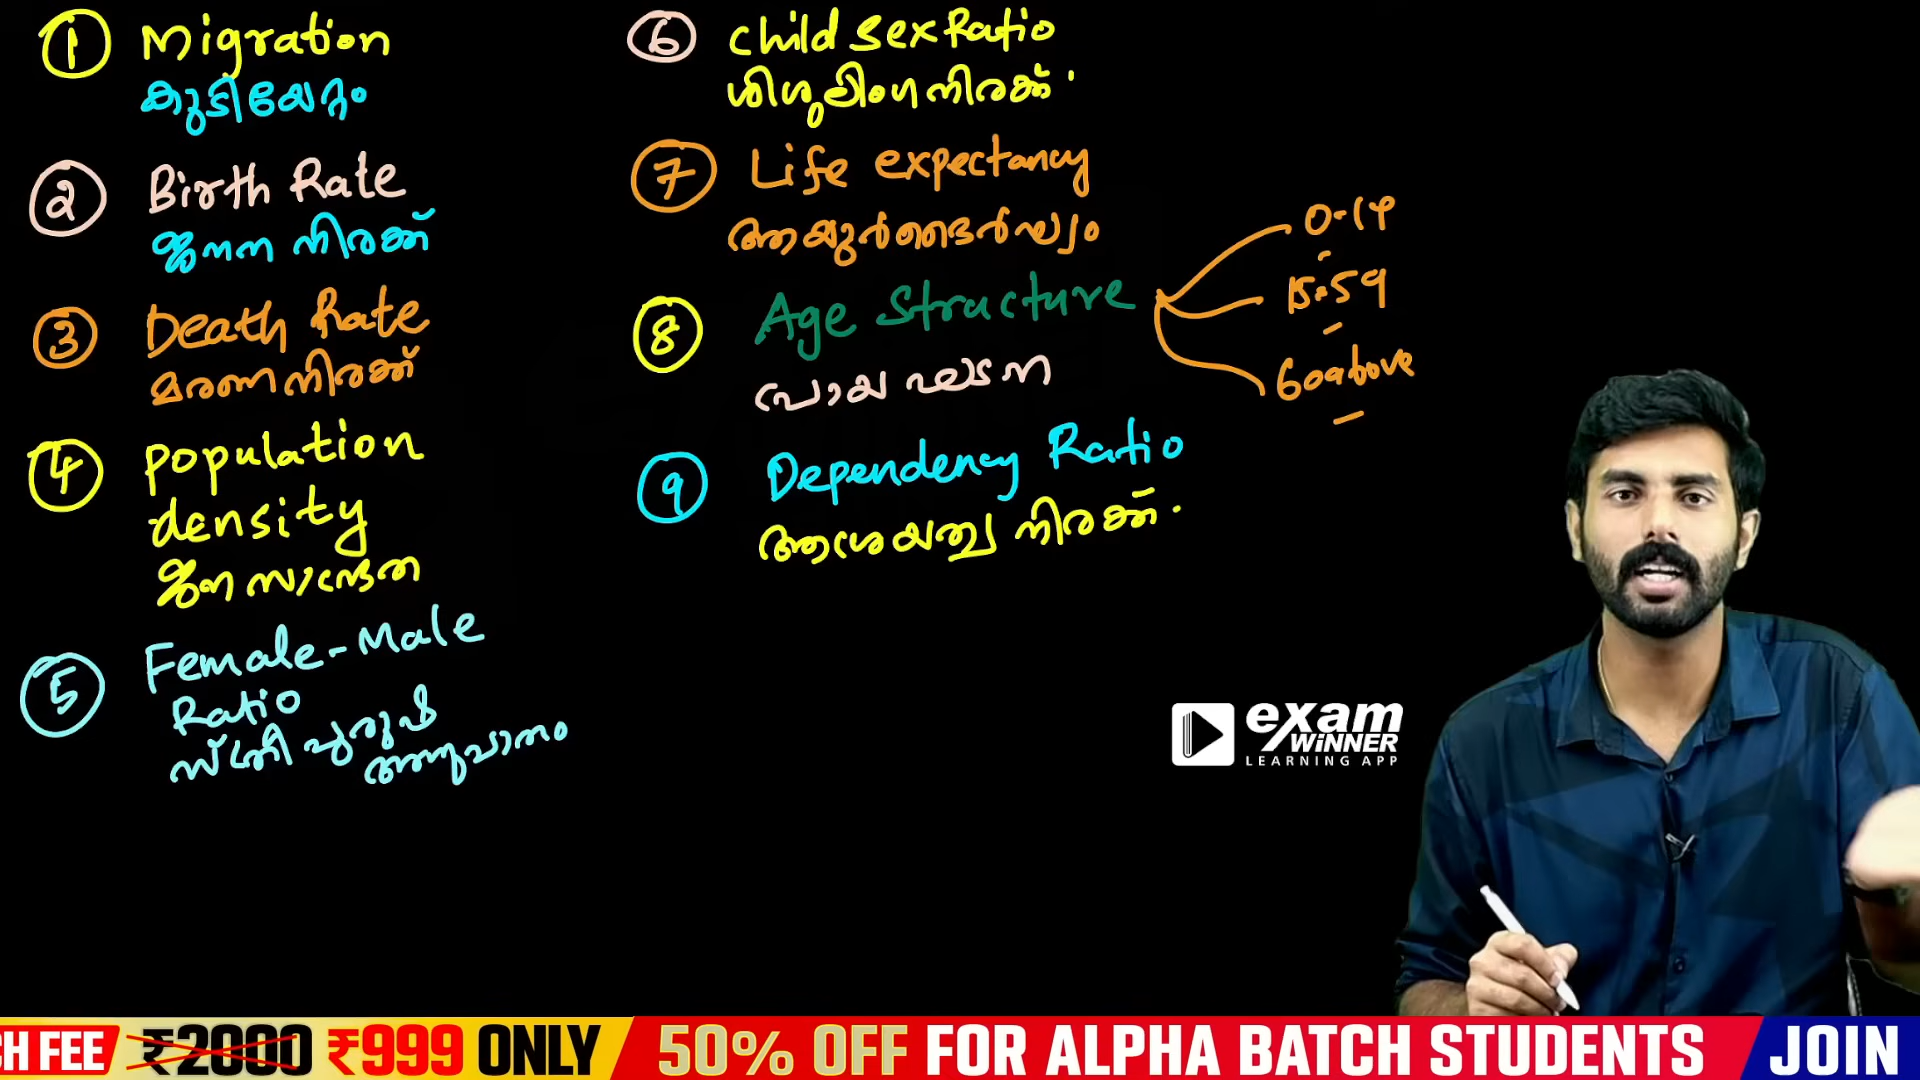 ① Migration
കുടിയേറ്റം
② Birth Rate
ജനന നിരക്ക്
③ Death Rate
മരണനിരക്ക്
④ Population
density
ജനസാന്ദ്രത
⑤ Female-Male
Ratio
സ്ത്രീ പുരുഷ
അനുപാതം
⑥ Child Sex Ratio
ശിശുലിംഗനിരക്ക്
⑦ Life expectancy
ആയുർദൈർഘ്യം
⑧ Age Structure
പ്രായ ഘടന
0-14
15-59
60above
⑨ Dependency Ratio
ആശ്രയത്വ നിരക്ക്.
exam
WiNNER
LEARNING APP
CH FEE ₹2000 ₹999 ONLY 50% OFF FOR ALPHA BATCH STUDENTS JOIN